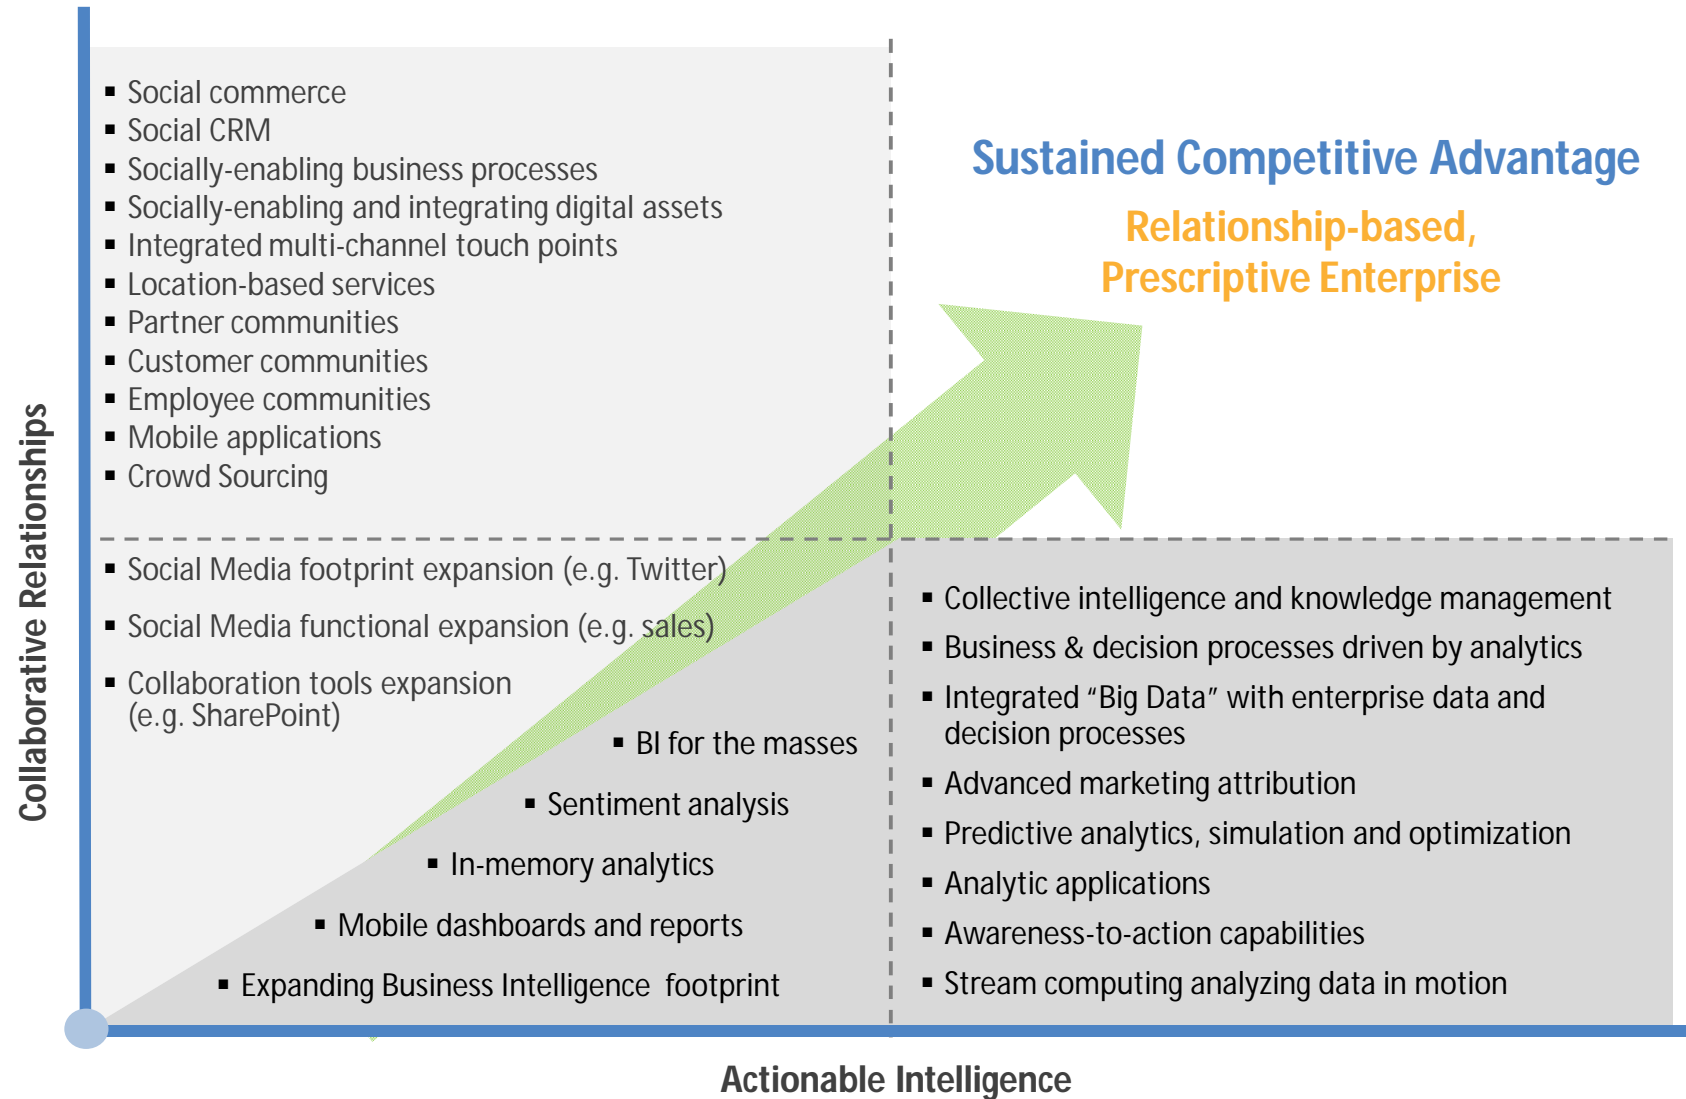 ▪ Social commerce
▪ Social CRM
▪ Socially-enabling business processes
▪ Socially-enabling and integrating digital assets
▪ Integrated multi-channel touch points
▪ Location-based services
▪ Partner communities
▪ Customer communities
▪ Employee communities
▪ Mobile applications
▪ Crowd Sourcing
Sustained Competitive Advantage
Relationship-based,
Prescriptive Enterprise
▪ Social Media footprint expansion (e.g. Twitter)
▪ Social Media functional expansion (e.g. sales)
▪ Collaboration tools expansion
(e.g. SharePoint)
▪ BI for the masses
▪ Sentiment analysis
▪ In-memory analytics
▪ Mobile dashboards and reports
▪ Expanding Business Intelligence footprint
▪ Collective intelligence and knowledge management
▪ Business & decision processes driven by analytics
▪ Integrated “Big Data” with enterprise data and
decision processes
▪ Advanced marketing attribution
▪ Predictive analytics, simulation and optimization
▪ Analytic applications
▪ Awareness-to-action capabilities
▪ Stream computing analyzing data in motion
Collaborative Relationships
Actionable Intelligence